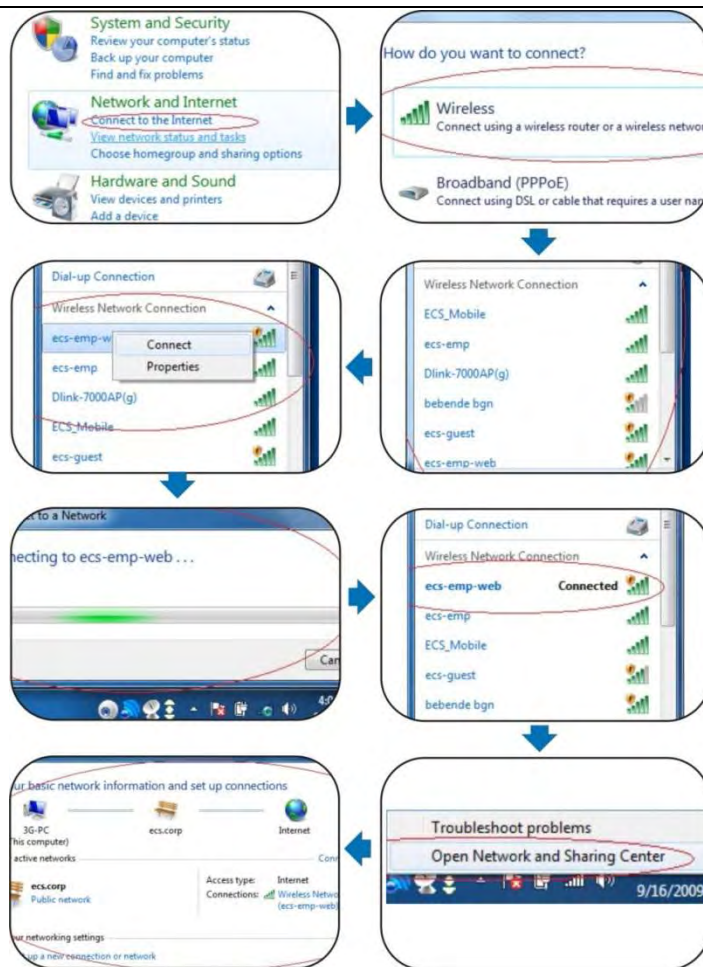 System and Security
Review your computer's status
Back up your computer
Find and fix problems
Network and Internet
Connect to the Internet
View network status and tasks
Choose homegroup and sharing options
Hardware and Sound
View devices and printers
Add a device
How do you want to connect?
Wireless
Connect using a wireless router or a wireless networ
Broadband (PPPoE)
Connect using DSL or cable that requires a user nam
Wireless Network Connection
ECS_Mobile
ecs-emp
Dlink-7000AP(g)
bebende bgn
ecs-guest
ecs-emp-web
Dial-up Connection
Wireless Network Connection
ecs-emp-w
Connect
Properties
ecs-emp
Dlink-7000AP(g)
ECS_Mobile
ecs-guest
ct to a Network
necting to ecs-emp-web . . .
Can
4:0
Dial-up Connection
Wireless Network Connection
ecs-emp-web Connected
ecs-emp
ECS_Mobile
ecs-guest
bebende bgn
Troubleshoot problems
Open Network and Sharing Center
9/16/2009
ur basic network information and set up connections
3G-PC
ecs.corp
Internet
his computer)
active networks
Conn
ecs.corp
Public network
Access type: Internet
Connections: Wireless Netwo
(ecs-emp-web)
ur networking settings
up a new connection or network